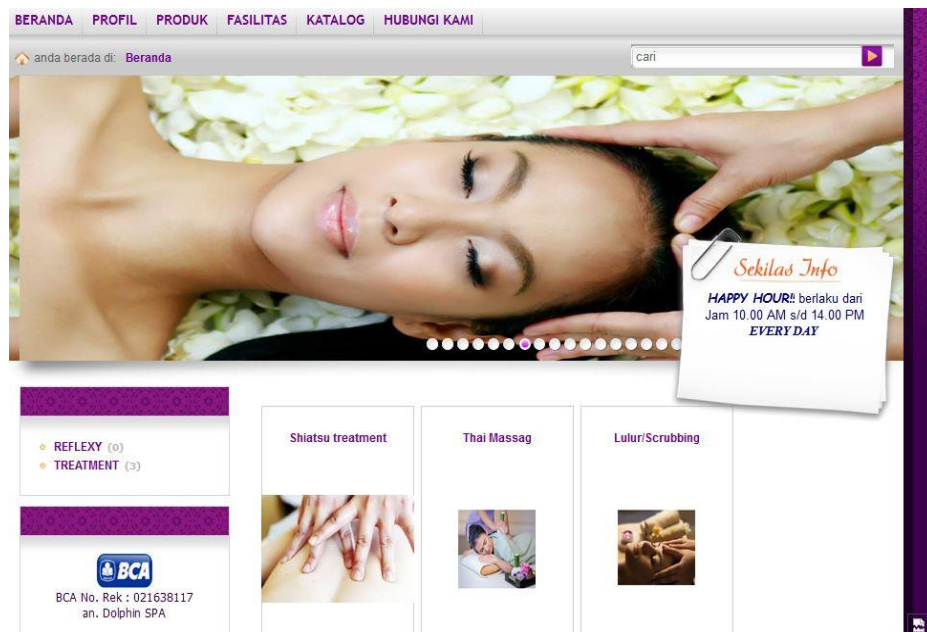 BERANDA PROFIL PRODUK FASILITAS KATALOG HUBUNGI KAMI
anda berada di: Beranda
cari
Sekilas Info
HAPPY HOUR!! berlaku dari
Jam 10.00 AM s/d 14.00 PM
EVERY DAY
REFLEXY (0)
TREATMENT (3)
Shiatsu treatment
Thai Massag
Lulur/Scrubbing
BCA
BCA No. Rek : 021638117
an. Dolphin SPA